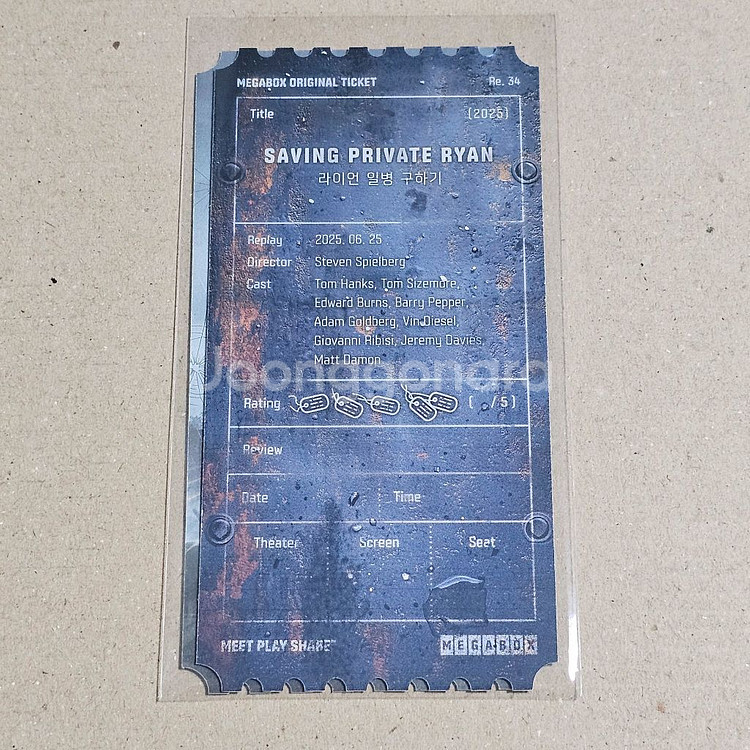 MEGABOX ORIGINAL TICKET Re. 34
Title (2025)
SAVING PRIVATE RYAN
라이언 일병 구하기
Replay 2025. 06. 25
Director Steven Spielberg
Cast Tom Hanks, Tom Sizemore,
Edward Burns, Barry Pepper,
Adam Goldberg, Vin Diesel,
Giovanni Ribisi, Jeremy Davies,
Matt Damon
Joonggonara
Rating ( /5)
Review
Date Time
Theater Screen Seat
MEET PLAY SHARE™ MEGABOX